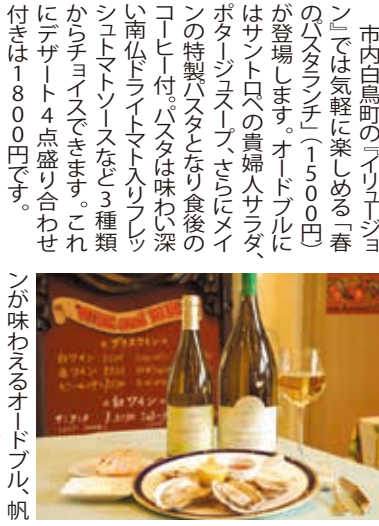 市内白鳥町の『イリュージョ
ン』では気軽に楽しめる「春
のパスタランチ」（1500円）
が登場します。オードブルに
はサントロペの貴婦人サラダ、
ポタージュスープ、さらにメイ
ンの特製パスタとなり食後の
コーヒー付。パスタは味わい深
い南仏ドライトマト入りフレッ
シュトマトソースなど3種類
からチョイスできます。これ
にデザート4点盛り合わせ
付きは1800円です。
ンが味わえるオードブル、帆
グラスワイン